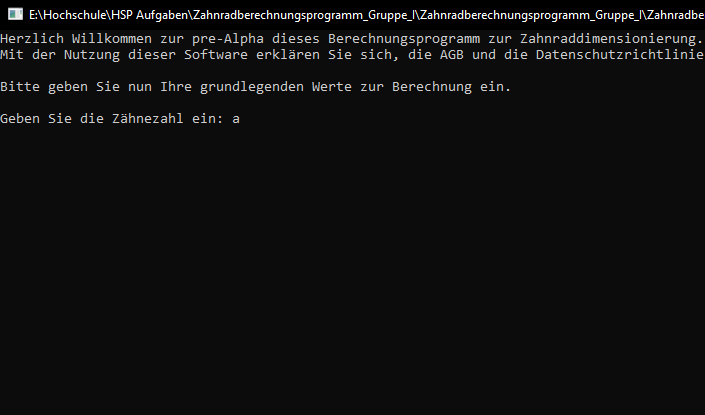 E:\Hochschule\HSP Aufgaben\Zahnradberechnungsprogramm_Gruppe_I\Zahnradberechnungsprogramm_Gruppe_I\Zahnradbe
Herzlich Willkommen zur pre-Alpha dieses Berechnungsprogramm zur Zahnraddimensionierung.
Mit der Nutzung dieser Software erklären Sie sich, die AGB und die Datenschutzrichtlinie
Bitte geben Sie nun Ihre grundlegenden Werte zur Berechnung ein.
Geben Sie die Zähnezahl ein: a